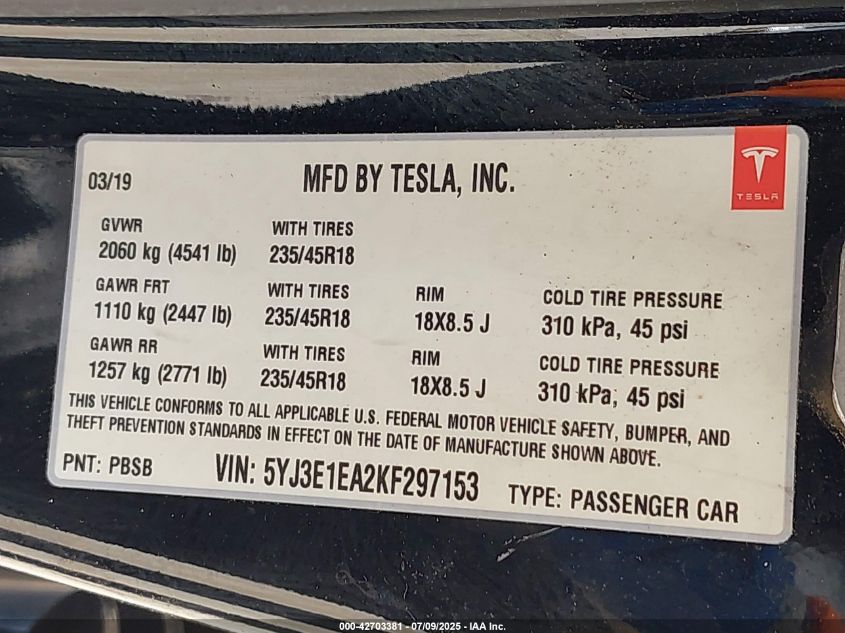 03/19 MFD BY TESLA, INC.
TESLA
GVWR WITH TIRES
2060 kg (4541 lb) 235/45R18
GAWR FRT WITH TIRES RIM COLD TIRE PRESSURE
1110 kg (2447 lb) 235/45R18 18X8.5 J 310 kPa, 45 psi
GAWR RR WITH TIRES RIM COLD TIRE PRESSURE
1257 kg (2771 lb) 235/45R18 18X8.5 J 310 kPa, 45 psi
THIS VEHICLE CONFORMS TO ALL APPLICABLE U.S. FEDERAL MOTOR VEHICLE SAFETY, BUMPER, AND
THEFT PREVENTION STANDARDS IN EFFECT ON THE DATE OF MANUFACTURE SHOWN ABOVE.
PNT: PBSB VIN: 5YJ3E1EA2KF297153 TYPE: PASSENGER CAR
000-42703381 - 07/09/2025 - IAA Inc.